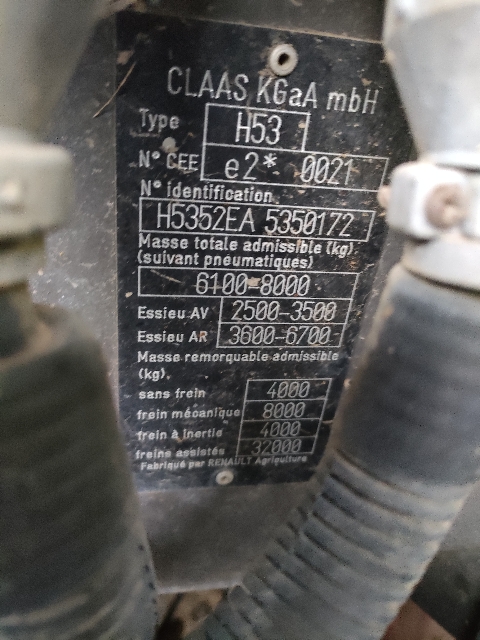 CLAAS KGaA mbH
Type H53
N° CEE e2* 0021
N° identification
H5352EA 5350172
Masse totale admissible (kg)
(suivant pneumatiques)
6100-8000
Essieu AV 2500-3500
Essieu AR 3600-6700
Masse remorquable admissible
(kg).
sans frein 4000
frein mécanique 8000
frein à inertie 4000
freins assistés 32000
Fabriqué par RENAULT Agriculture